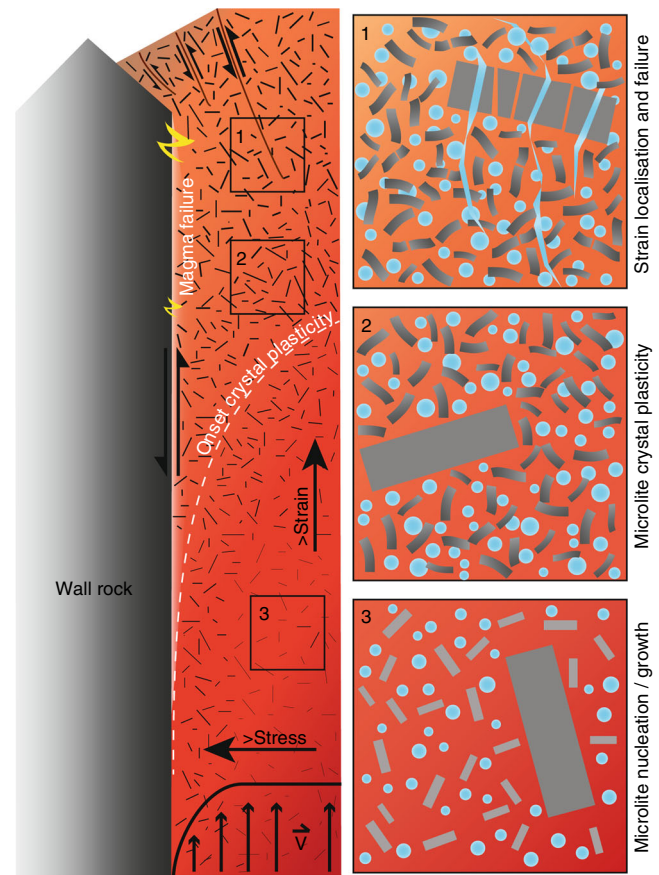 1
2
3
Magma failure
Onset crystal plasticity
>Strain
Wall rock
>Stress
V
1
Strain localisation and failure
2
Microlite crystal plasticity
3
Microlite nucleation / growth